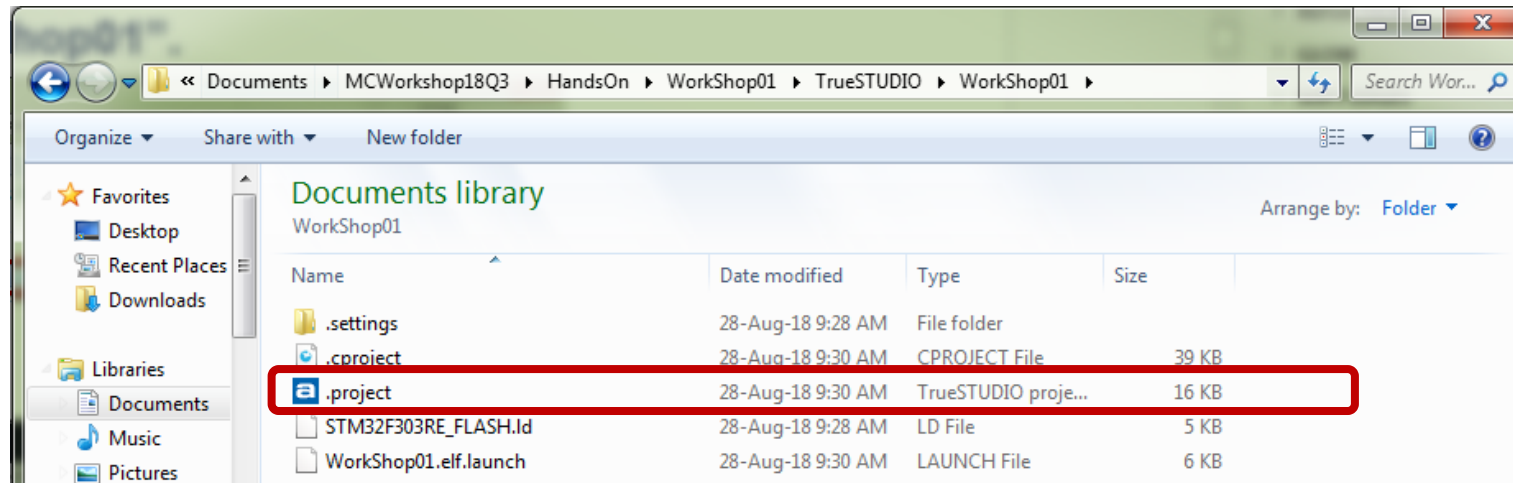 hop01".
« Documents MCWorkshop18Q3 HandsOn WorkShop01 TrueSTUDIO WorkShop01 Search Wor...
Organize Share with New folder
Favorites
Desktop
Recent Places
Downloads
Libraries
Documents
Music
Pictures
Documents library
WorkShop01
Arrange by: Folder
Name Date modified Type Size
.settings 28-Aug-18 9:28 AM File folder
.cproject 28-Aug-18 9:30 AM CPROJECT File 39 KB
a .project 28-Aug-18 9:30 AM TrueSTUDIO proje... 16 KB
STM32F303RE_FLASH.ld 28-Aug-18 9:28 AM LD File 5 KB
WorkShop01.elf.launch 28-Aug-18 9:30 AM LAUNCH File 6 KB